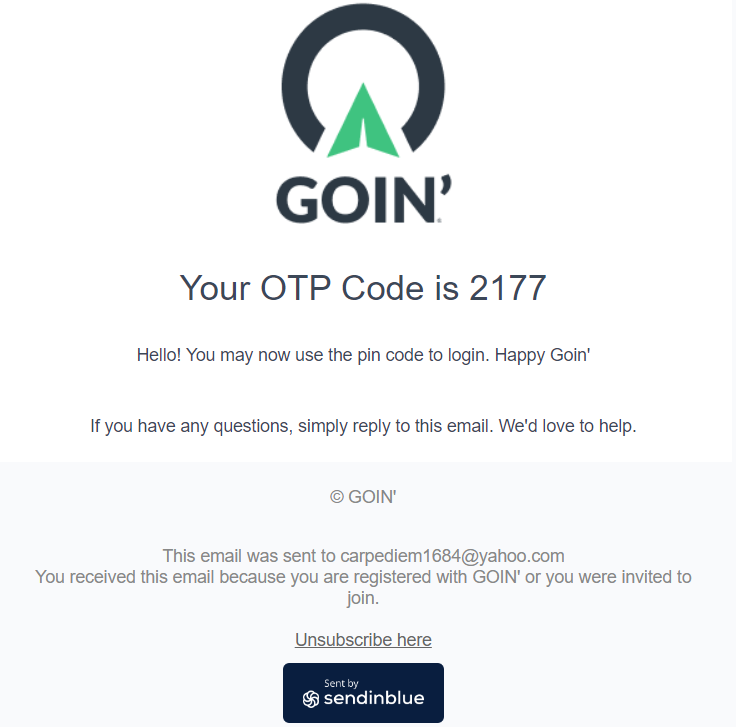 GOIN'
Your OTP Code is 2177
Hello! You may now use the pin code to login. Happy Goin'
If you have any questions, simply reply to this email. We'd love to help.
© GOIN'
This email was sent to carpediem1684@yahoo.com
You received this email because you are registered with GOIN' or you were invited to
join.
Unsubscribe here
Sent by
sendinblue